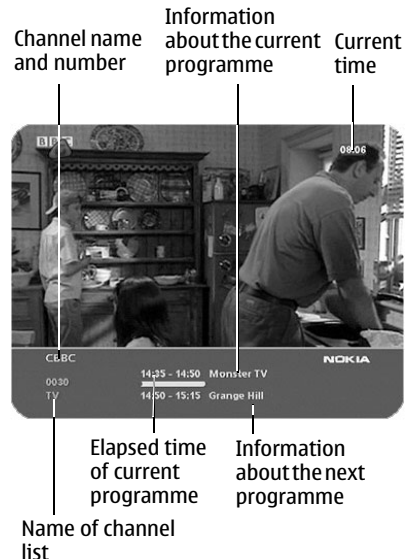 Channel name
and number
Information
about the current
programme
Current
time
BBC
08:06
CBBC
NOKIA
14:35 - 14:50 Monster TV
0030
TV
14:50 - 15:15 Grange Hill
Elapsed time
of current
programme
Information
about the next
programme
Name of channel
list